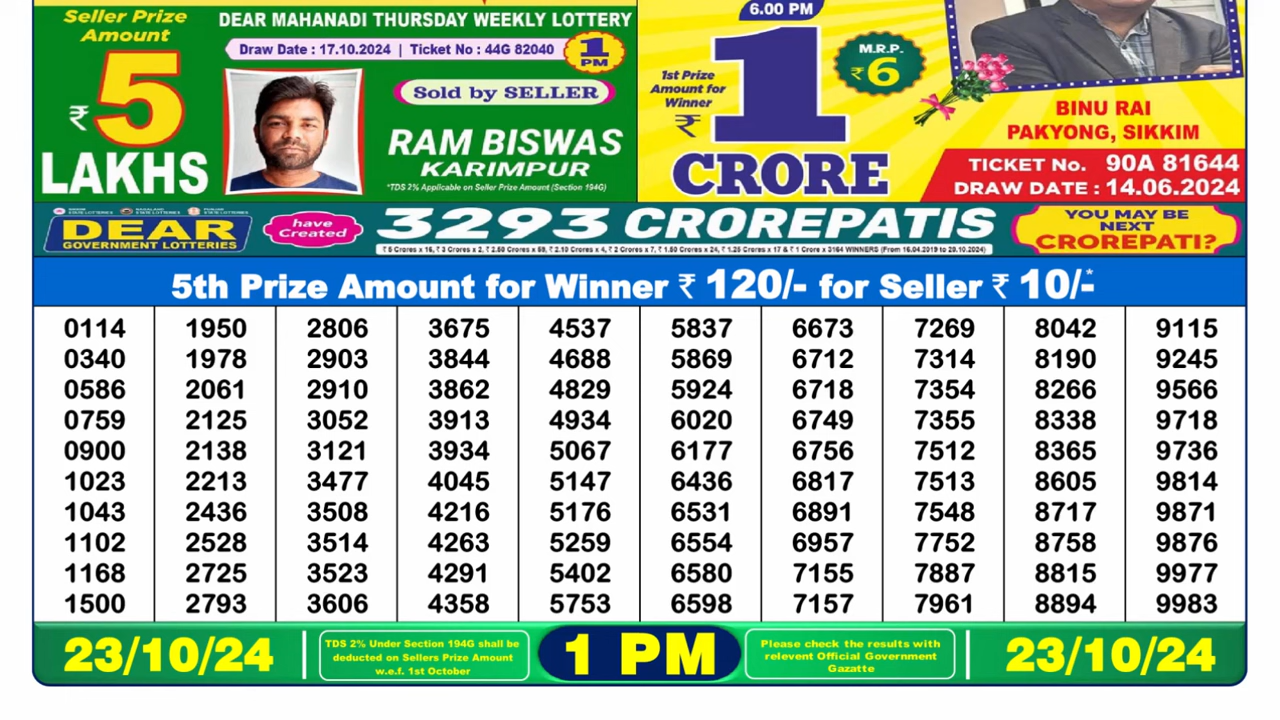 Seller Prize
Amount
₹ 5
LAKHS
DEAR MAHANADI THURSDAY WEEKLY LOTTERY
Draw Date : 17.10.2024 | Ticket No : 44G 82040
1
PM
Sold by SELLER
RAM BISWAS
KARIMPUR
*TDS 2% Applicable on Seller Prize Amount (Section 194G)
6.00 PM
1st Prize
Amount for
Winner
₹ 1
CRORE
M.R.P.
₹6
BINU RAI
PAKYONG, SIKKIM
TICKET No. 90A 81644
DRAW DATE : 14.06.2024
DEAR
GOVERNMENT LOTTERIES
have
Created
3293 CROREPATIS
YOU MAY BE
NEXT
CROREPATI?
5th Prize Amount for Winner ₹ 120/- for Seller ₹ 10/-*
0114 1950 2806 3675 4537 5837 6673 7269 8042 9115
0340 1978 2903 3844 4688 5869 6712 7314 8190 9245
0586 2061 2910 3862 4829 5924 6718 7354 8266 9566
0759 2125 3052 3913 4934 6020 6749 7355 8338 9718
0900 2138 3121 3934 5067 6177 6756 7512 8365 9736
1023 2213 3477 4045 5147 6436 6817 7513 8605 9814
1043 2436 3508 4216 5176 6531 6891 7548 8717 9871
1102 2528 3514 4263 5259 6554 6957 7752 8758 9876
1168 2725 3523 4291 5402 6580 7155 7887 8815 9977
1500 2793 3606 4358 5753 6598 7157 7961 8894 9983
23/10/24
TDS 2% Under Section 194G shall be
deducted on Sellers Prize Amount
w.e.f. 1st October
1 PM
Please check the results with
relevent Official Government
Gazatte
23/10/24